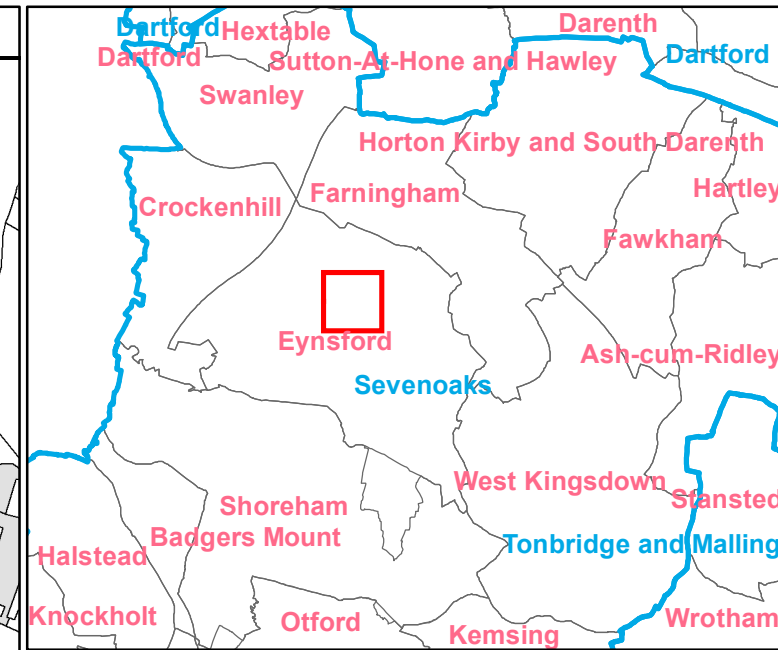 Dartford
Hextable
Darenth
Dartford
Sutton-At-Hone and Hawley
Dartford
Swanley
Horton Kirby and South Darenth
Crockenhill
Farningham
Hartley
Fawkham
Eynsford
Ash-cum-Ridley
Sevenoaks
West Kingsdown
Stansted
Shoreham
Badgers Mount
Tonbridge and Malling
Halstead
Knockholt
Otford
Kemsing
Wrotham